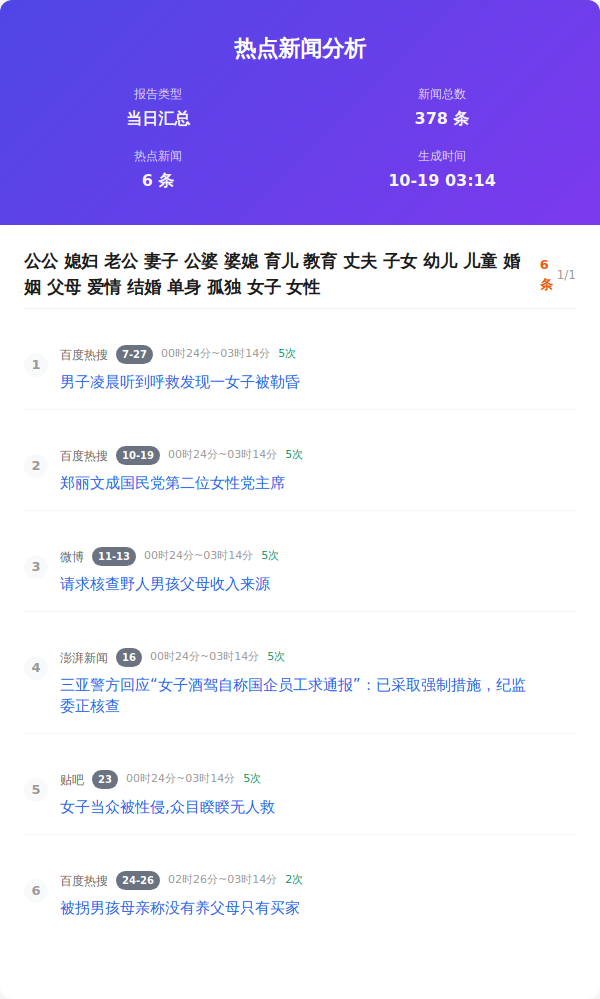 热点新闻分析
报告类型
新闻总数
当日汇总
378 条
热点新闻
生成时间
6 条
10-19 03:14
公公 媳妇 老公 妻子 公婆 婆媳 育儿 教育 丈夫 子女 幼儿 儿童 婚
姻 父母 爱情 结婚 单身 孤独 女子 女性
6
条
1/1
1
百度热搜 7-27 00时24分~03时14分 5次
男子凌晨听到呼救发现一女子被勒昏
2
百度热搜 10-19 00时24分~03时14分 5次
郑丽文成国民党第二位女性党主席
3
微博 11-13 00时24分~03时14分 5次
请求核查野人男孩父母收入来源
4
澎湃新闻 16 00时24分~03时14分 5次
三亚警方回应“女子酒驾自称国企员工求通报”：已采取强制措施，纪监
委正核查
5
贴吧 23 00时24分~03时14分 5次
女子当众被性侵,众目睽睽无人救
6
百度热搜 24-26 02时26分~03时14分 2次
被拐男孩母亲称没有养父母只有买家